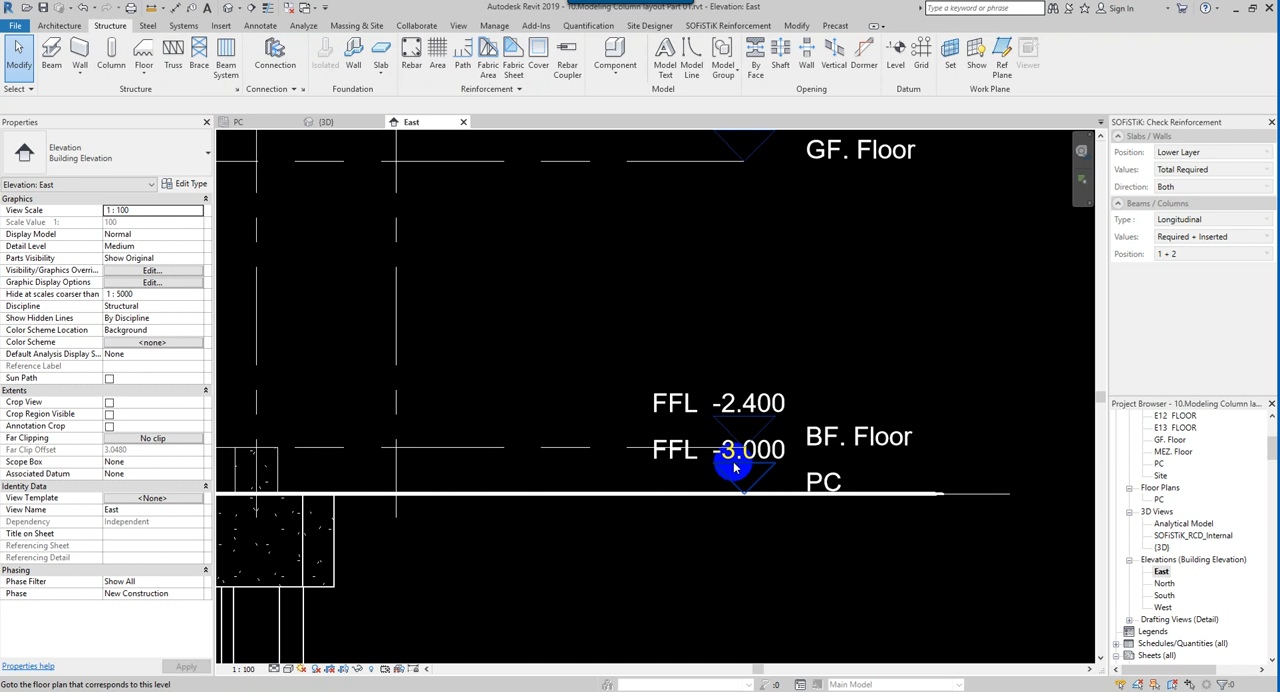 Autodesk Revit 2019 - 10.Modeling Column layout Part 01.rvt - Elevation: East
Type a keyword or phrase
Sign In
File Architecture Structure Steel Systems Insert Annotate Analyze Massing & Site Collaborate View Manage Add-Ins Quantification Site Designer SOFiSTiK Reinforcement Modify Precast
Modify Beam Wall Column Floor Truss Brace Beam System Connection Isolated Wall Slab Rebar Area Path Fabric Area Fabric Sheet Cover Rebar Coupler Component Model Text Model Line Model Group By Face Shaft Wall Vertical Dormer Level Grid Set Show Ref Plane Viewer
Select Structure Connection Foundation Reinforcement Model Opening Datum Work Plane
Properties
PC
{3D}
East
SOFiSTiK: Check Reinforcement
Elevation
Building Elevation
Elevation: East
Edit Type
Graphics
View Scale 1 : 100
Scale Value 1: 100
Display Model Normal
Detail Level Medium
Parts Visibility Show Original
Visibility/Graphics Overri... Edit...
Graphic Display Options Edit...
Hide at scales coarser than 1 : 5000
Discipline Structural
Show Hidden Lines By Discipline
Color Scheme Location Background
Color Scheme <none>
Default Analysis Display S... None
Reference Label
Sun Path
Extents
Crop View
Crop Region Visible
Annotation Crop
Far Clipping No clip
Far Clip Offset 3.0480
Scope Box None
Associated Datum None
Identity Data
View Template <None>
View Name East
Dependency Independent
Title on Sheet
Referencing Sheet
Referencing Detail
Phasing
Phase Filter Show All
Phase New Construction
Properties help
Apply
GF. Floor
FFL -2.400
BF. Floor
FFL -3.000
PC
Slabs / Walls
Position: Lower Layer
Values: Total Required
Direction: Both
Beams / Columns
Type : Longitudinal
Values: Required + Inserted
Position: 1 + 2
Project Browser - 10.Modeling Column la...
E12 FLOOR
E13 FLOOR
GF. Floor
MEZ. Floor
PC
Site
Floor Plans
PC
3D Views
Analytical Model
SOFiSTiK_RCD_Internal
{3D}
Elevations (Building Elevation)
East
North
South
West
Drafting Views (Detail)
Legends
Schedules/Quantities (all)
Sheets (all)
1 : 100
Goto the floor plan that corresponds to this level
:0
Main Model
:0